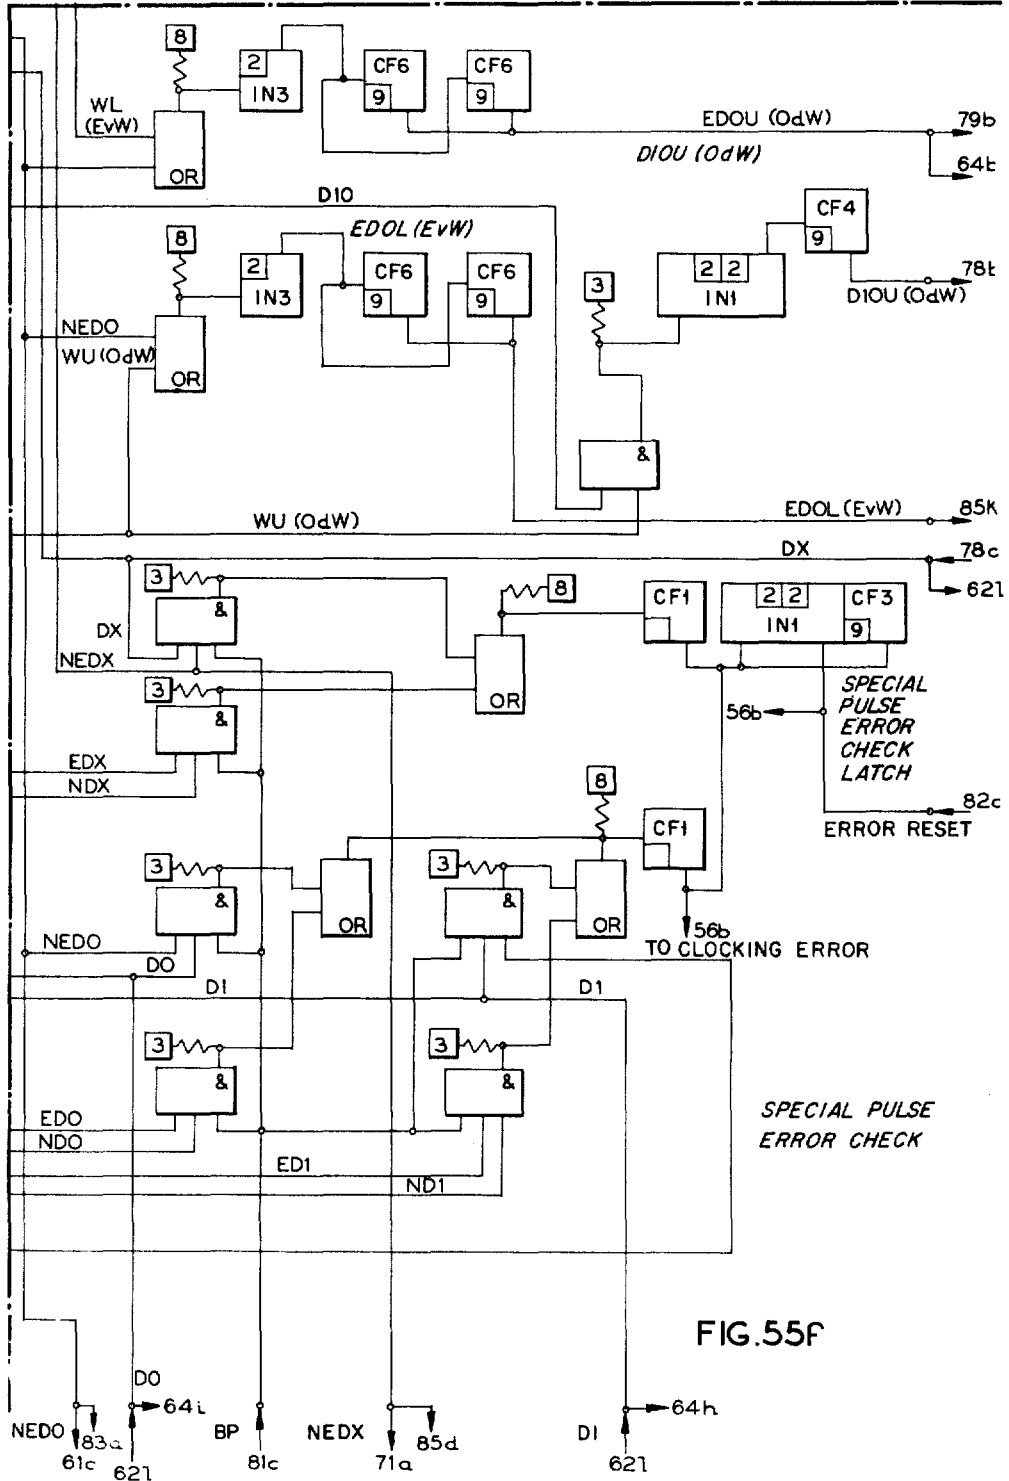 8
2
IN3
CF6
9
CF6
9
WL
(EvW)
OR
EDOU (OdW)
DIOU (OdW)
79b
64t
D10
EDOL (EvW)
CF4
9
8
2
IN3
CF6
9
CF6
9
3
2 2
IN1
78t
DIOU (OdW)
NEDO
WU (OdW)
OR
&
WU (OdW)
EDOL (EvW)
85K
DX
78c
62l
3
&
8
CF1
2 2
IN1
CF3
9
DX
NEDX
OR
3
&
56b
SPECIAL
PULSE
ERROR
CHECK
LATCH
EDX
NDX
82c
ERROR RESET
8
CF1
3
&
OR
3
&
OR
56b
TO CLOCKING ERROR
NEDO
DO
D1
D1
3
&
3
&
EDO
NDO
ED1
ND1
SPECIAL PULSE
ERROR CHECK
FIG.55f
DO
64i
64h
NEDO
83a
61c
62l
BP
81c
NEDX
71a
85d
D1
62l